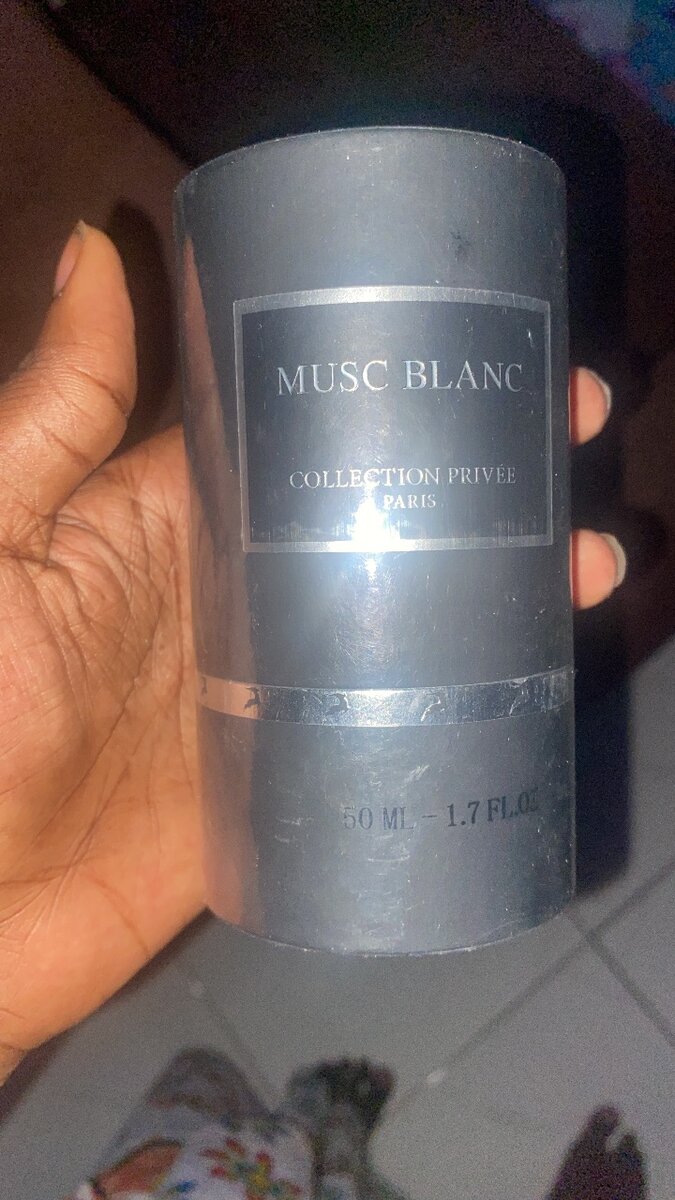 MUSC BLANC
COLLECTION PRIVÉE
PARIS
50 ML - 1.7 FL.OZ